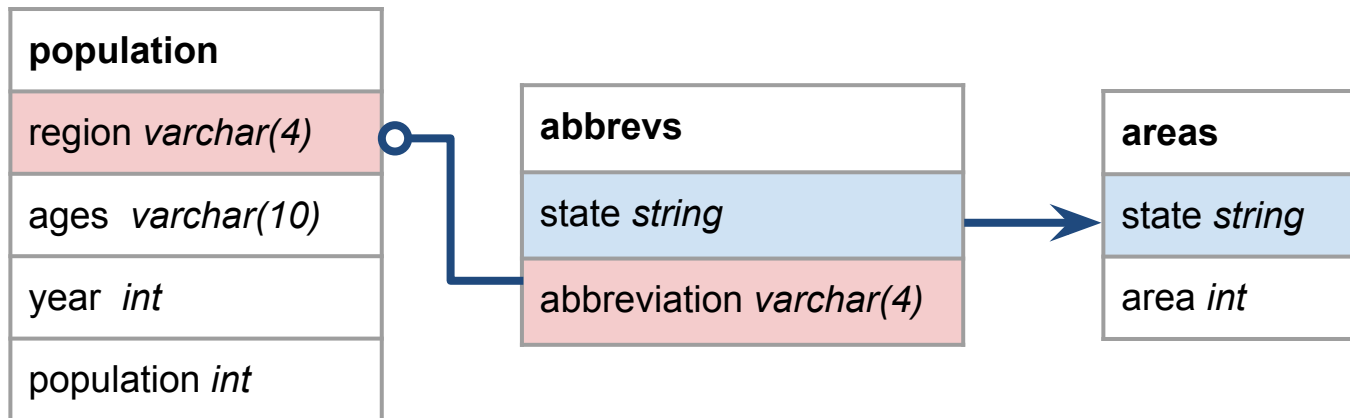 population
region varchar(4)
ages varchar(10)
year int
population int
abbrevs
state string
abbreviation varchar(4)
areas
state string
area int